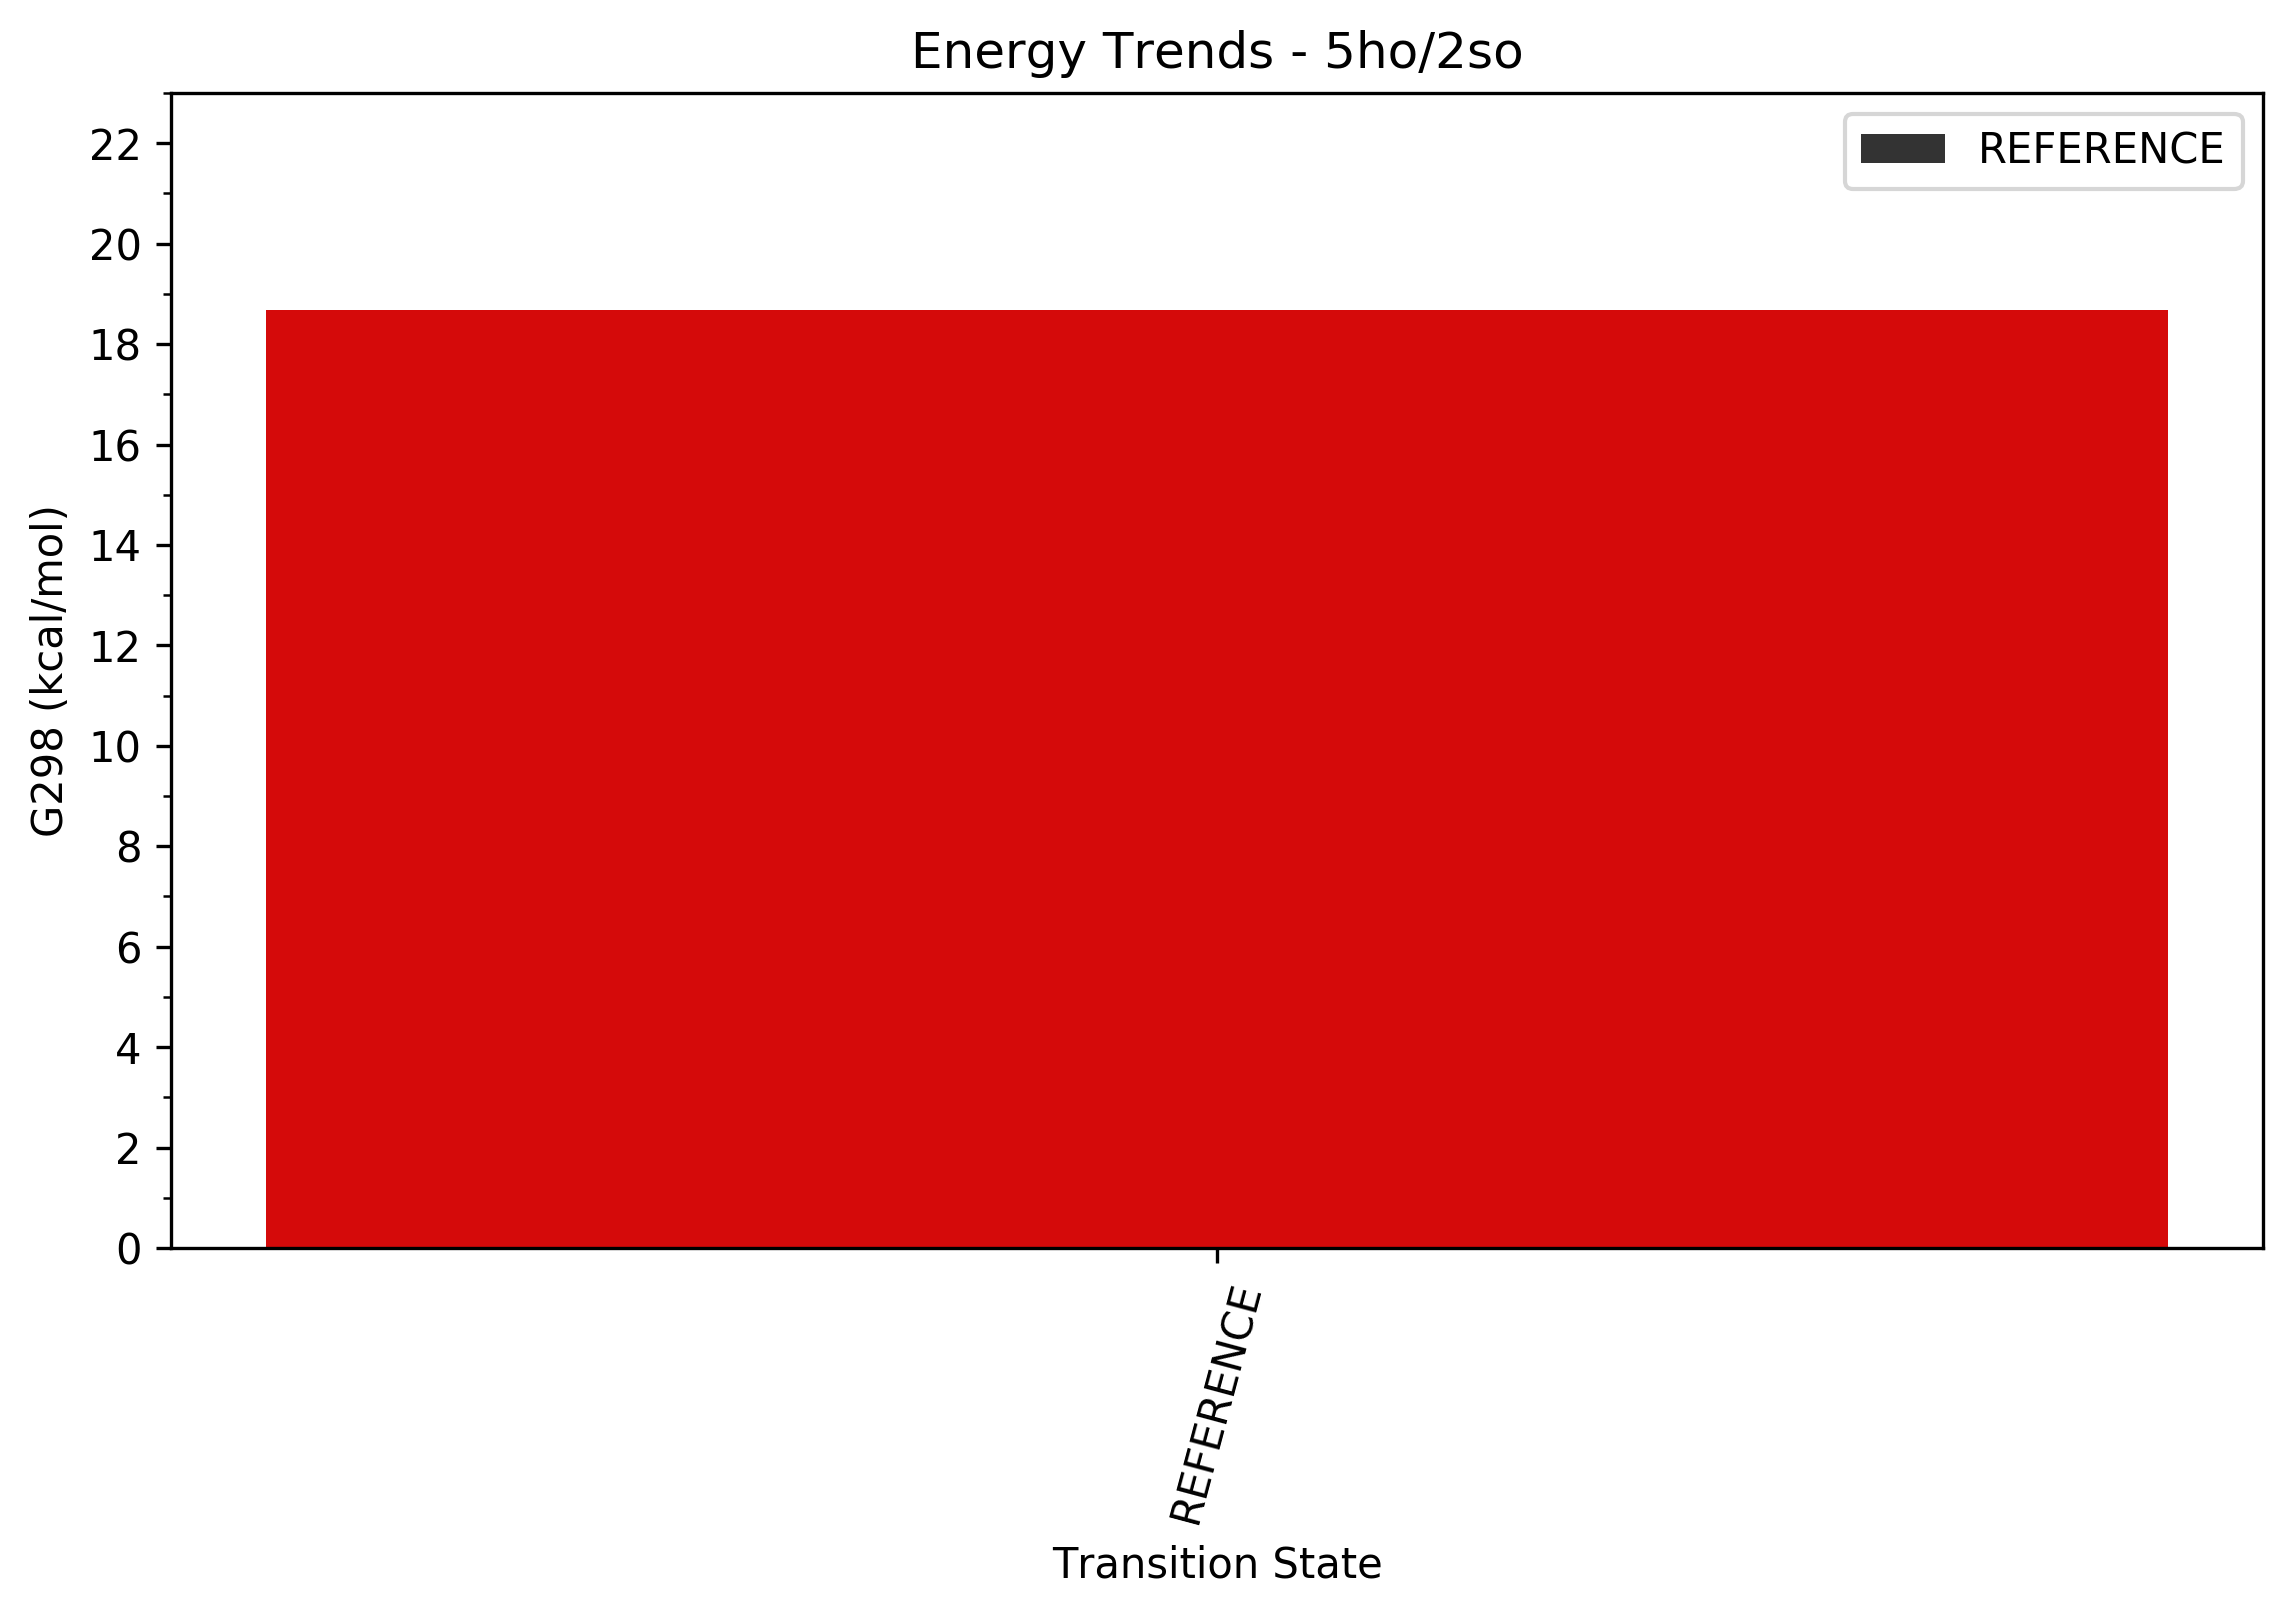 Energy Trends - 5ho/2so
REFERENCE
22
20
18
16
14
12
10
8
6
4
2
0
G298 (kcal/mol)
REFERENCE
Transition State